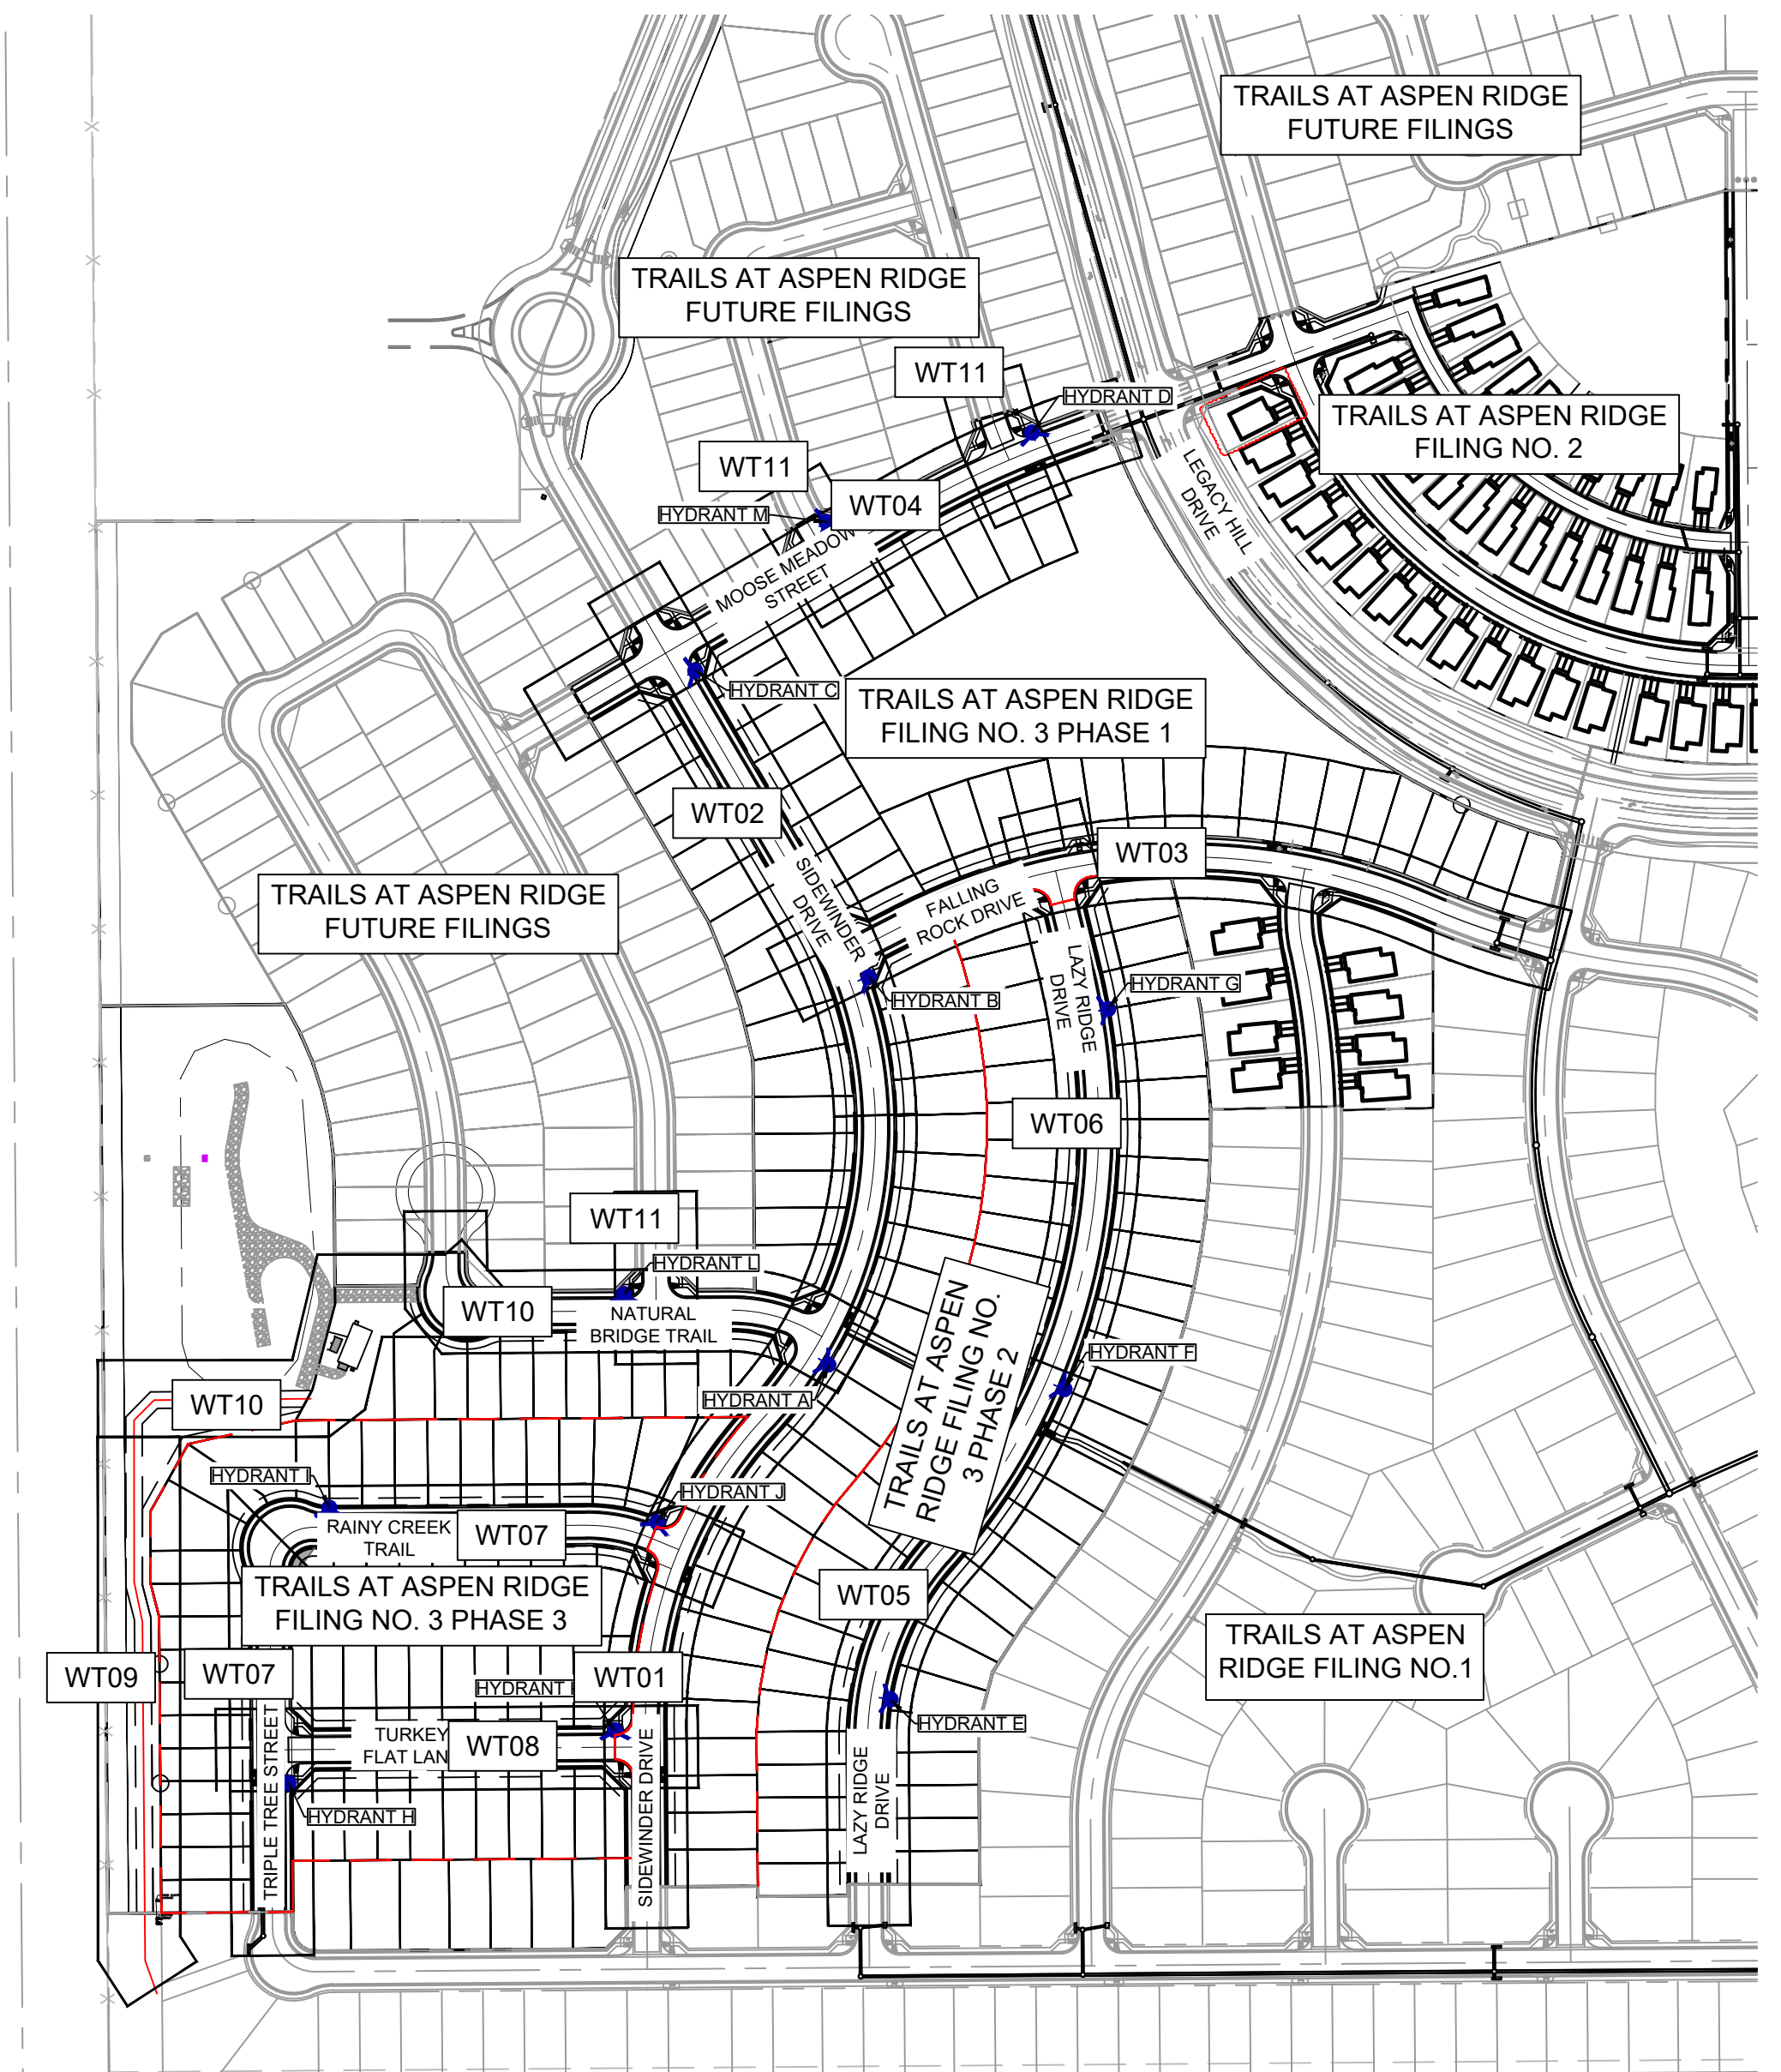 TRAILS AT ASPEN RIDGE
FUTURE FILINGS
TRAILS AT ASPEN RIDGE
FUTURE FILINGS
WT11
HYDRANT D
TRAILS AT ASPEN RIDGE
FILING NO. 2
WT11
WT04
HYDRANT M
LEGACY HILL
DRIVE
MOOSE MEADOW
STREET
HYDRANT C
TRAILS AT ASPEN RIDGE
FILING NO. 3 PHASE 1
WT02
WT03
SIDEWINDER
DRIVE
FALLING
ROCK DRIVE
TRAILS AT ASPEN RIDGE
FUTURE FILINGS
LAZY RIDGE
DRIVE
HYDRANT G
HYDRANT B
WT06
WT11
HYDRANT L
WT10
NATURAL
BRIDGE TRAIL
TRAILS AT ASPEN
RIDGE FILING NO.
3 PHASE 2
HYDRANT F
HYDRANT A
WT10
HYDRANT I
HYDRANT J
RAINY CREEK
TRAIL
WT07
TRAILS AT ASPEN RIDGE
FILING NO. 3 PHASE 3
WT05
TRAILS AT ASPEN
RIDGE FILING NO.1
WT09
WT07
HYDRANT
WT01
HYDRANT E
TURKEY
FLAT LAN
WT08
HYDRANT H
TRIPLE TREE STREET
SIDEWINDER DRIVE
LAZY RIDGE
DRIVE